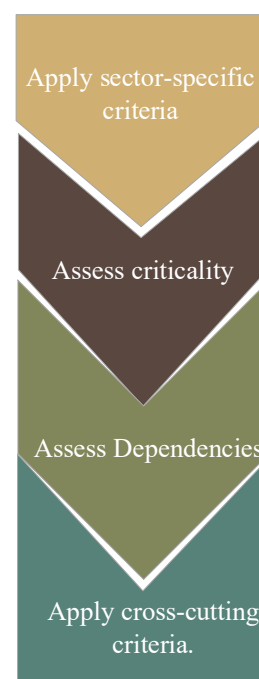 Apply sector-specific
criteria
Assess criticality
Assess Dependencies
Apply cross-cutting
criteria.